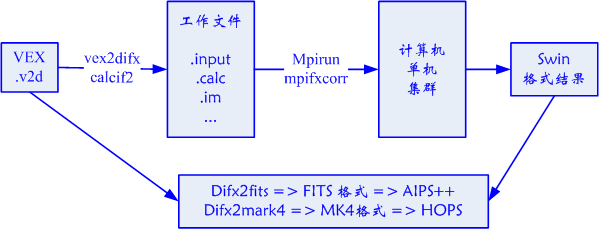 VEX
.v2d
vex2difx
calcif2
工作文件
.input
.calc
.im
...
Mpirun
mpifxcorr
计算机
单机
集群
Swin
格式结果
Difx2fits => FITS 格式 => AIPS++
Difx2mark4 => MK4格式 => HOPS